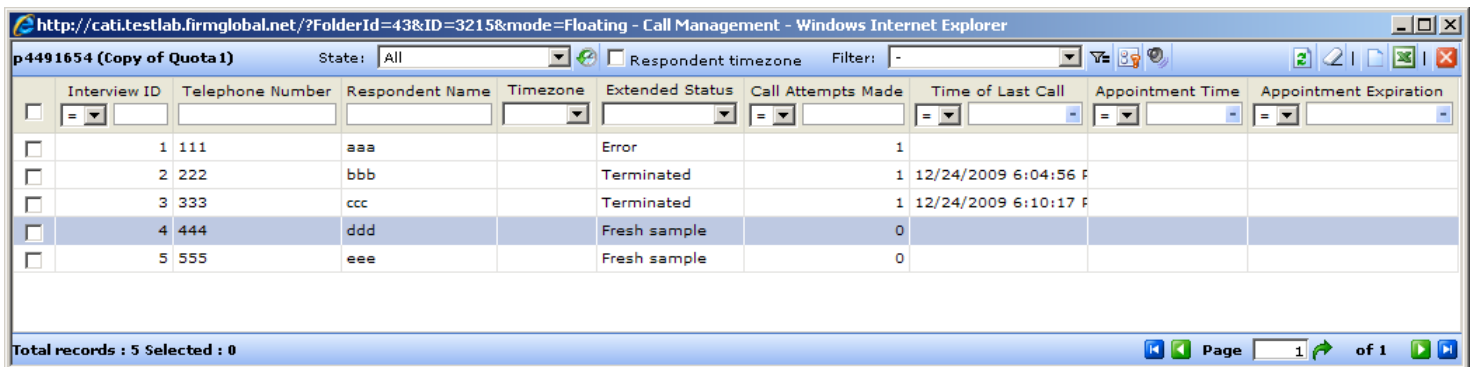 http://cati.testlab.firmglobal.net/?FolderId=43&ID=3215&mode=Floating - Call Management - Windows Internet Explorer
p4491654 (Copy of Quota1) State: All Respondent timezone Filter: -
Interview ID Telephone Number Respondent Name Timezone Extended Status Call Attempts Made Time of Last Call Appointment Time Appointment Expiration
= = = = =
1 111 aaa Error 1
2 222 bbb Terminated 1 12/24/2009 6:04:56 P
3 333 ccc Terminated 1 12/24/2009 6:10:17 P
4 444 ddd Fresh sample 0
5 555 eee Fresh sample 0
Total records : 5 Selected : 0 Page 1 of 1